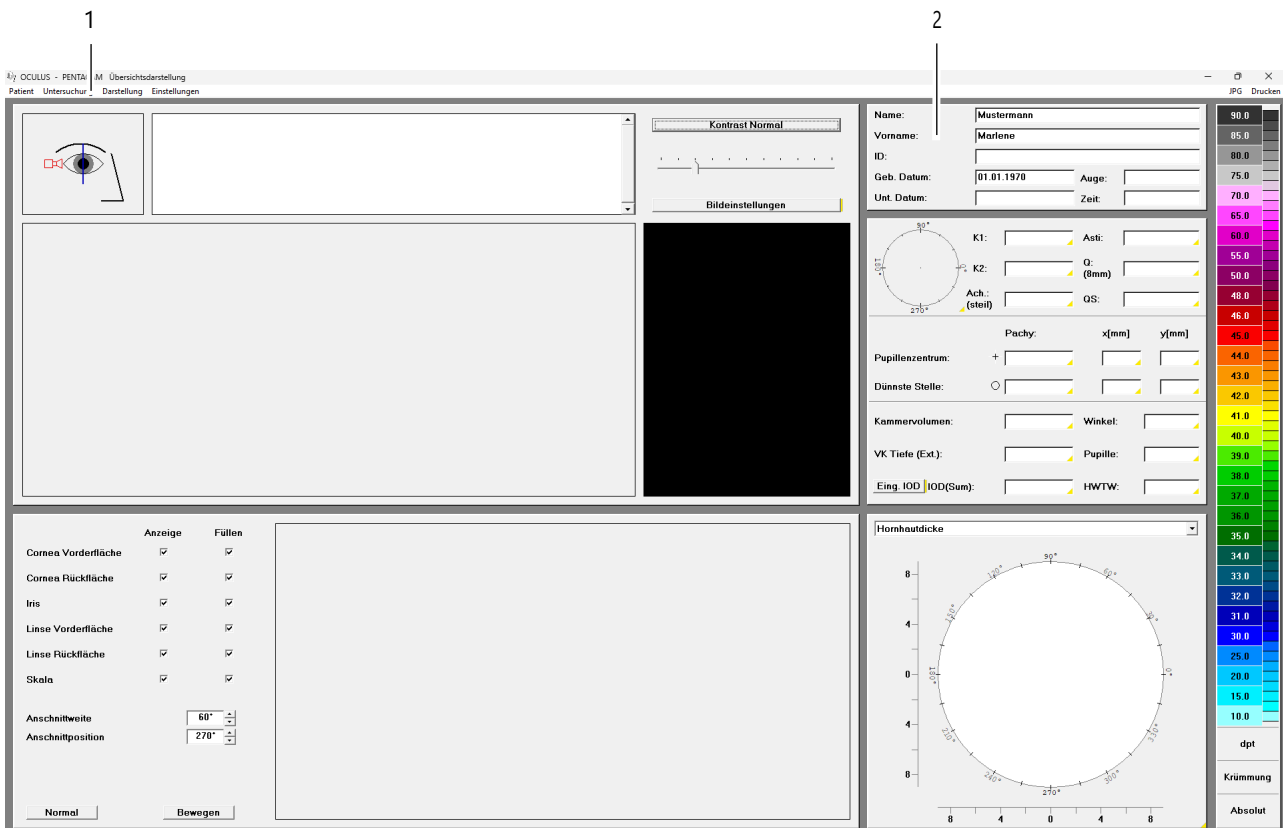 1
2
OCULUS - PENTACAM Übersichtsdarstellung
Patient Untersuchung Darstellung Einstellungen
JPG Drucken
Kontrast Normal
Bildeinstellungen
Name: Mustermann
Vorname: Marlene
ID:
Geb. Datum: 01.01.1970 Auge:
Unt. Datum: Zeit:
90°
180°
0°
270°
K1: Asti:
K2: Q: (8mm)
Ach.: (steil) QS:
Pachy: x[mm] y[mm]
Pupillenzentrum: +
Dünnste Stelle:
Kammervolumen: Winkel:
VK Tiefe (Ext.): Pupille:
Eing. IOD IOD(Sum): HWTW:
Anzeige Füllen
Cornea Vorderfläche
Cornea Rückfläche
Iris
Linse Vorderfläche
Linse Rückfläche
Skala
Anschnittweite 60°
Anschnittposition 270°
Normal Bewegen
Hornhautdicke
90°
120° 60°
150° 30°
180° 0°
210° 330°
240° 300°
270°
8
4
0
4
8
8 4 0 4 8
90.0
85.0
80.0
75.0
70.0
65.0
60.0
55.0
50.0
48.0
46.0
45.0
44.0
43.0
42.0
41.0
40.0
39.0
38.0
37.0
36.0
35.0
34.0
33.0
32.0
31.0
30.0
25.0
20.0
15.0
10.0
dpt
Krümmung
Absolut